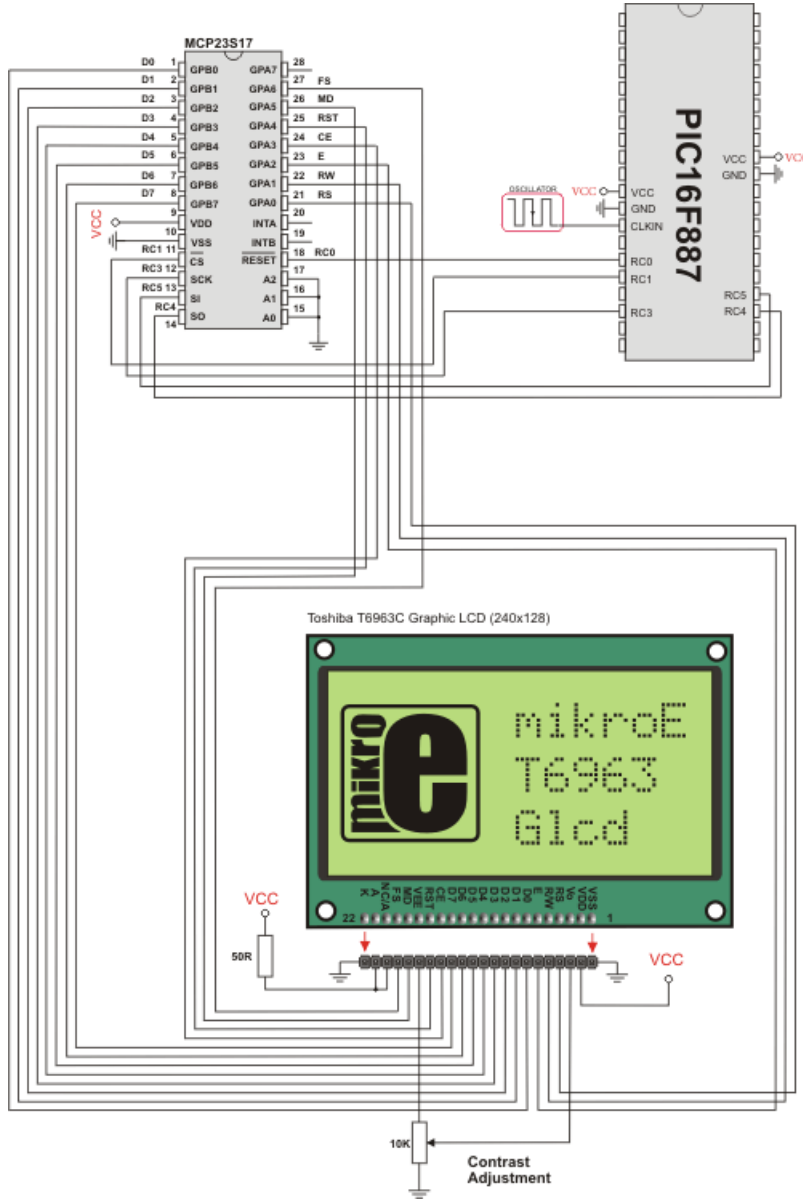 MCP23S17
D0 1 GPB0 GPA7 28
D1 2 GPB1 GPA6 27 FS
D2 3 GPB2 GPA5 26 MD
D3 4 GPB3 GPA4 25 RST
D4 5 GPB4 GPA3 24 CE
D5 6 GPB5 GPA2 23 E
D6 7 GPB6 GPA1 22 RW
D7 8 GPB7 GPA0 21 RS
VCC 9 VDD INTA 20
10 VSS INTB 19
RC1 11 CS RESET 18 RC0
RC3 12 SCK A2 17
RC5 13 SI A1 16
RC4 14 SO A0 15
PIC16F887
VCC
GND
OSCILLATOR
VCC VCC
GND
CLKIN
RC0
RC1
RC3
RC5
RC4
Toshiba T6963C Graphic LCD (240x128)
mikro e
mikroE
T6963
Glcd
K A NC/A FS MD VEE RST CE D7 D6 D5 D4 D3 D2 D1 D0 E R/W RS Vo VDD VSS
22 1
VCC
50R
VCC
10K
Contrast
Adjustment